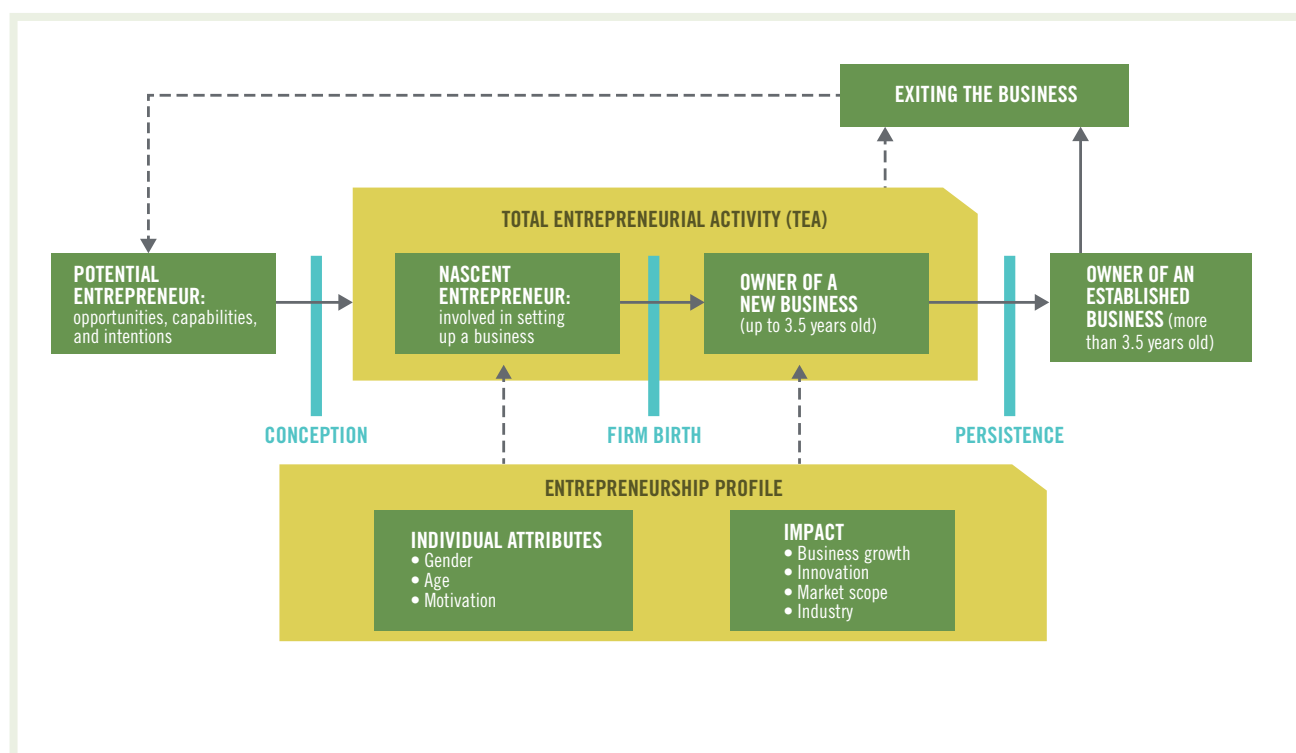 EXITING THE BUSINESS
TOTAL ENTREPRENEURIAL ACTIVITY (TEA)
POTENTIAL
ENTREPRENEUR:
opportunities, capabilities,
and intentions
NASCENT
ENTREPRENEUR:
involved in setting
up a business
OWNER OF A
NEW BUSINESS
(up to 3.5 years old)
OWNER OF AN
ESTABLISHED
BUSINESS (more
than 3.5 years old)
CONCEPTION
FIRM BIRTH
PERSISTENCE
ENTREPRENEURSHIP PROFILE
INDIVIDUAL ATTRIBUTES
• Gender
• Age
• Motivation
IMPACT
• Business growth
• Innovation
• Market scope
• Industry